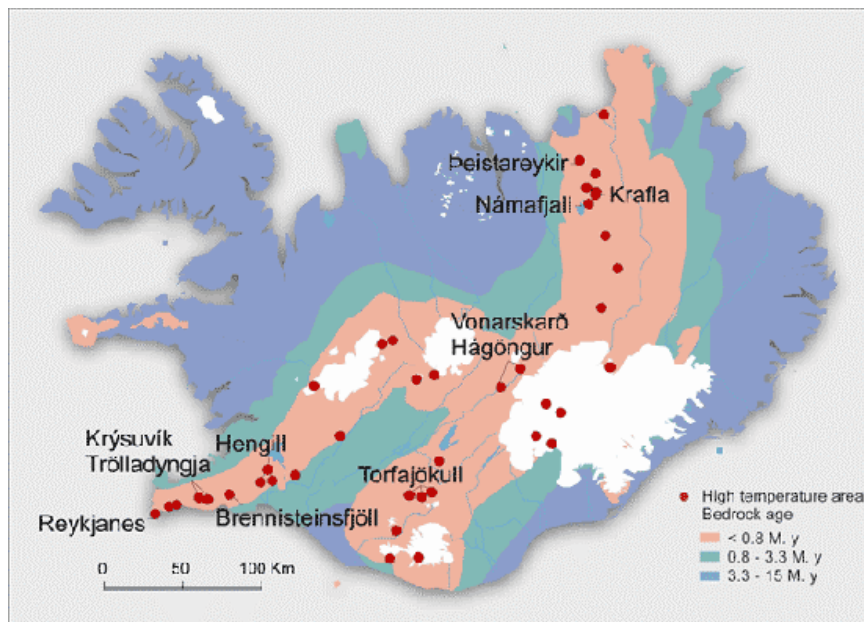 Þeistareykir
Krafla
Námafjall
Vonarskarð
Hágöngur
Krýsuvík
Trölladyngja
Hengill
Torfajökull
Reykjanes
Brennisteinsfjöll
High temperature area
Bedrock age
< 0.8 M. y
0.8 - 3.3 M. y
3.3 - 15 M. y
0 50 100 Km